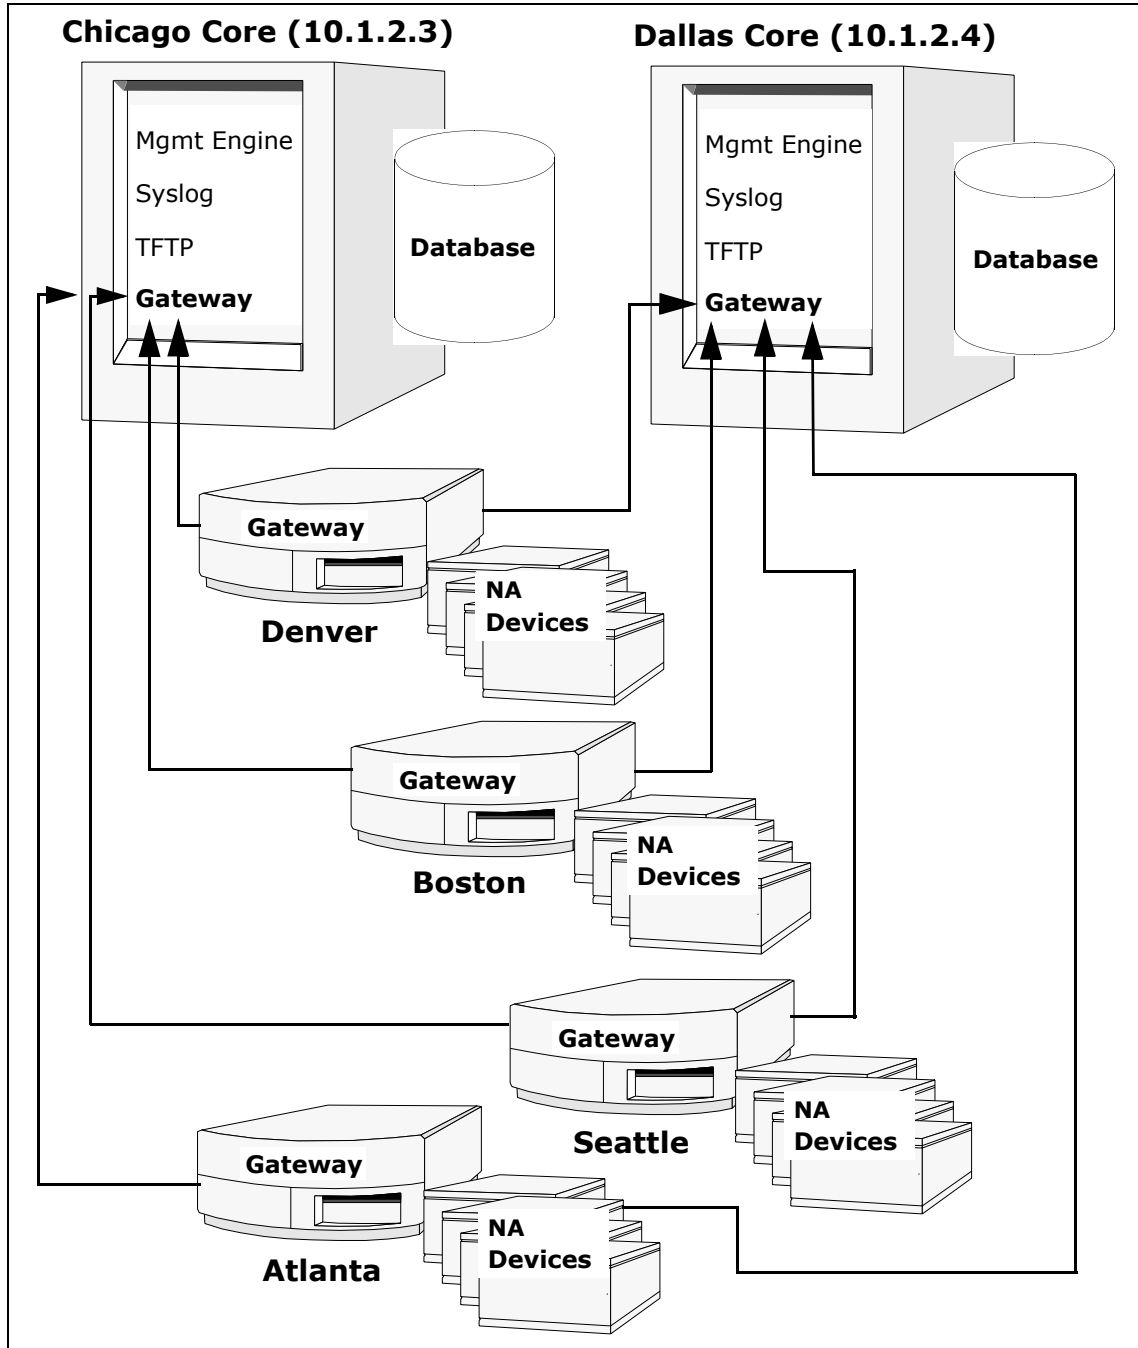 Chicago Core (10.1.2.3)
Dallas Core (10.1.2.4)
Mgmt Engine
Syslog
TFTP
Gateway
Database
Mgmt Engine
Syslog
TFTP
Gateway
Database
Gateway
Denver
NA
Devices
Gateway
Boston
NA
Devices
Gateway
Seattle
NA
Devices
Gateway
Atlanta
NA
Devices